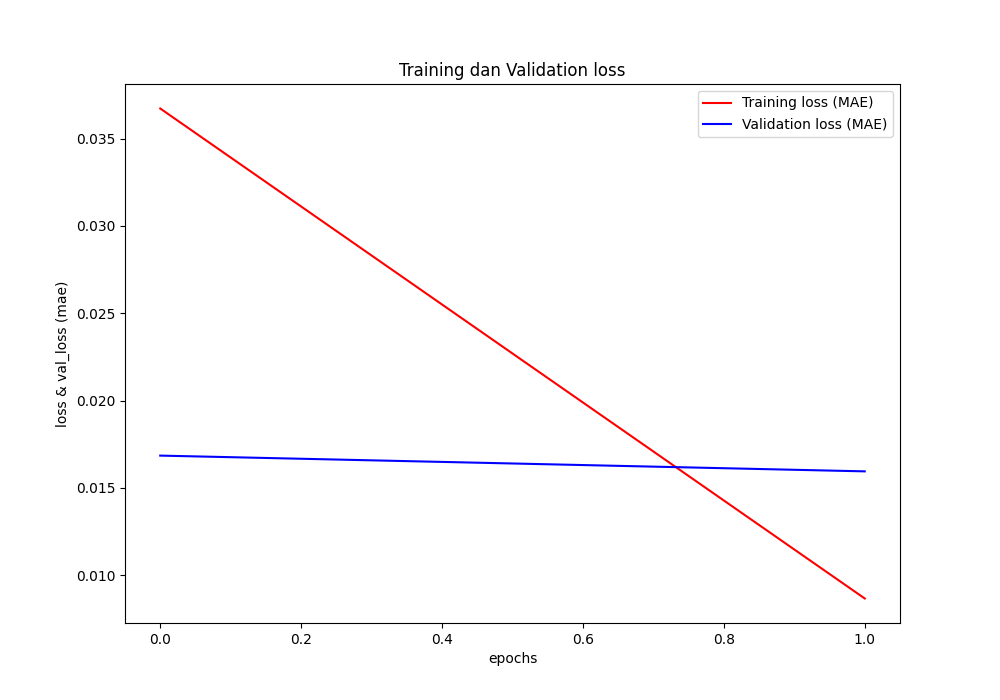 Training dan Validation loss
Training loss (MAE)
Validation loss (MAE)
0.035
0.030
0.025
0.020
0.015
0.010
loss & val_loss (mae)
0.0 0.2 0.4 0.6 0.8 1.0
epochs